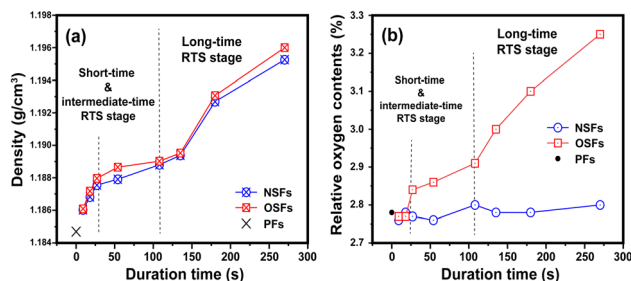 (a)
Long-time
RTS stage
Short-time
&
intermediate-time
RTS stage
NSFs
OSFs
PFs
Density (g/cm³)
1.198
1.196
1.194
1.192
1.190
1.188
1.186
1.184
0 50 100 150 200 250 300
Duration time (s)
(b)
Long-time
RTS stage
Short-time
&
intermediate-time
RTS stage
NSFs
OSFs
PFs
Relative oxygen contents (%)
3.3
3.2
3.1
3.0
2.9
2.8
2.7
0 50 100 150 200 250 300
Duration time (s)